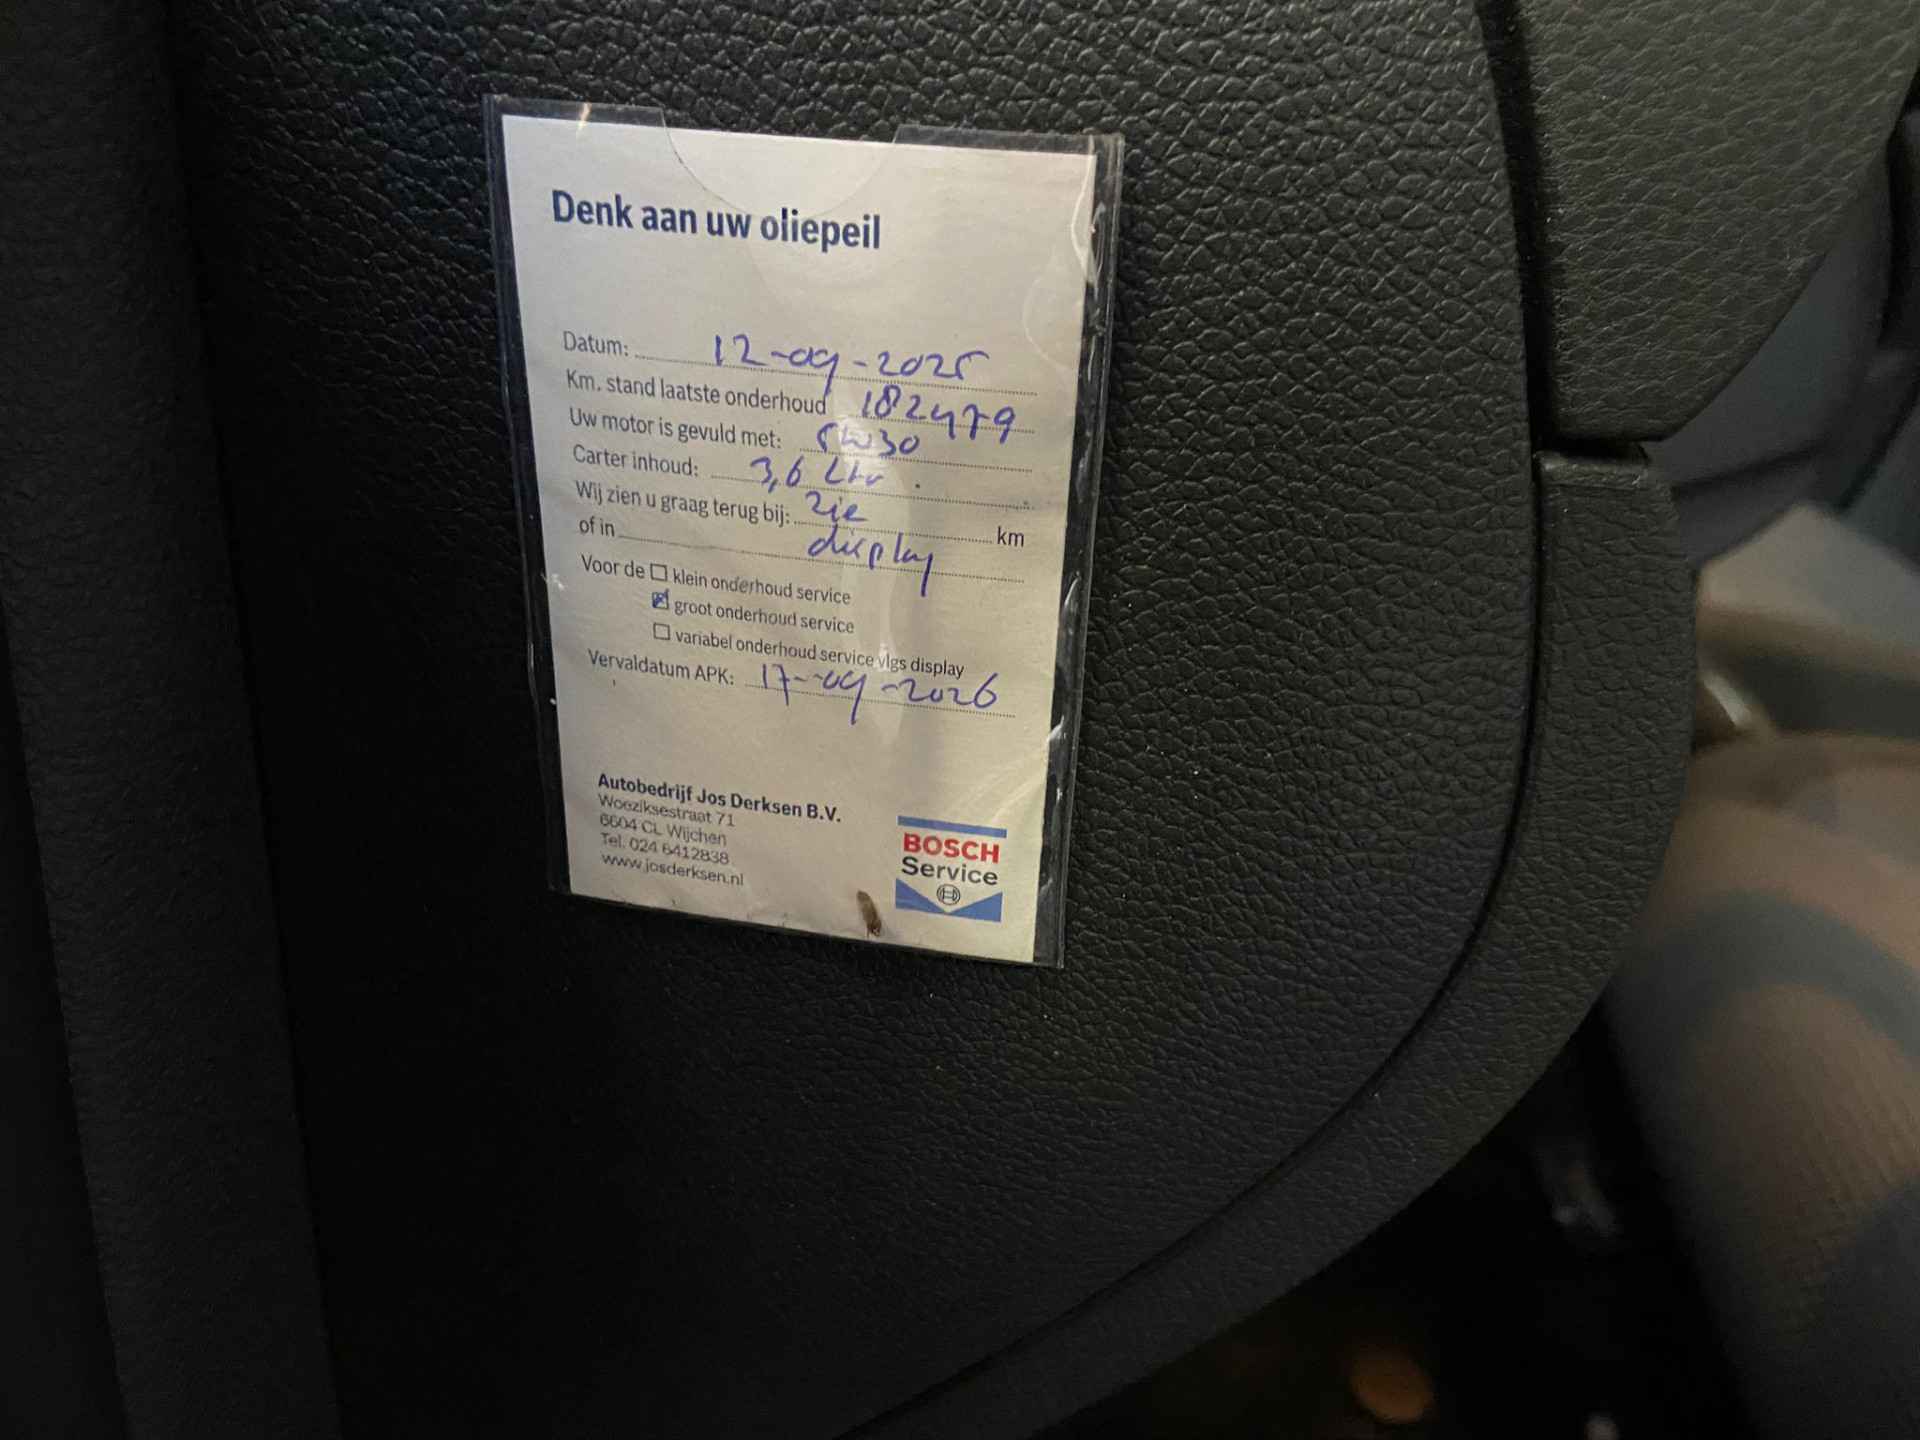 Denk aan uw oliepeil
Datum: 12-09-2025
Km. stand laatste onderhoud 182479
Uw motor is gevuld met: 5w30
Carter inhoud: 3,6 Ltr.
Wij zien u graag terug bij: zie km
of in display
Voor de klein onderhoud service
groot onderhoud service
variabel onderhoud service vlgs display
Vervaldatum APK: 17-09-2026
Autobedrijf Jos Derksen B.V.
Woeziksestraat 71
6604 CL Wijchen
Tel. 024 6412838
www.josderksen.nl
BOSCH
Service